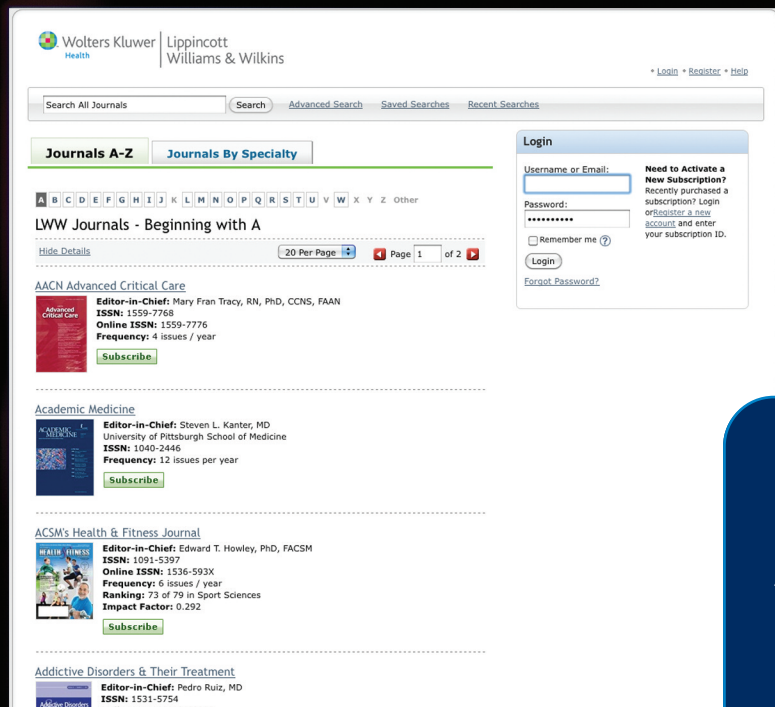 Wolters Kluwer
Health
Lippincott
Williams & Wilkins
Login Register Help
Search All Journals Search Advanced Search Saved Searches Recent Searches
Journals A-Z Journals By Specialty
A B C D E F G H I J K L M N O P Q R S T U V W X Y Z Other
LWW Journals - Beginning with A
Hide Details 20 Per Page Page 1 of 2
AACN Advanced Critical Care
Advanced
Critical Care
Editor-in-Chief: Mary Fran Tracy, RN, PhD, CCNS, FAAN
ISSN: 1559-7768
Online ISSN: 1559-7776
Frequency: 4 issues / year
Subscribe
Academic Medicine
ACADEMIC
MEDICINE
Editor-in-Chief: Steven L. Kanter, MD
University of Pittsburgh School of Medicine
ISSN: 1040-2446
Frequency: 12 issues per year
Subscribe
ACSM's Health & Fitness Journal
HEALTH & FITNESS
Editor-in-Chief: Edward T. Howley, PhD, FACSM
ISSN: 1091-5397
Online ISSN: 1536-593X
Frequency: 6 issues / year
Ranking: 73 of 79 in Sport Sciences
Impact Factor: 0.292
Subscribe
Addictive Disorders & Their Treatment
Addictive Disorders
Editor-in-Chief: Pedro Ruiz, MD
ISSN: 1531-5754
Login
Username or Email:
Password:
••••••••••
Remember me ?
Login
Forgot Password?
Need to Activate a
New Subscription?
Recently purchased a
subscription? Login
orRegister a new
account and enter
your subscription ID.